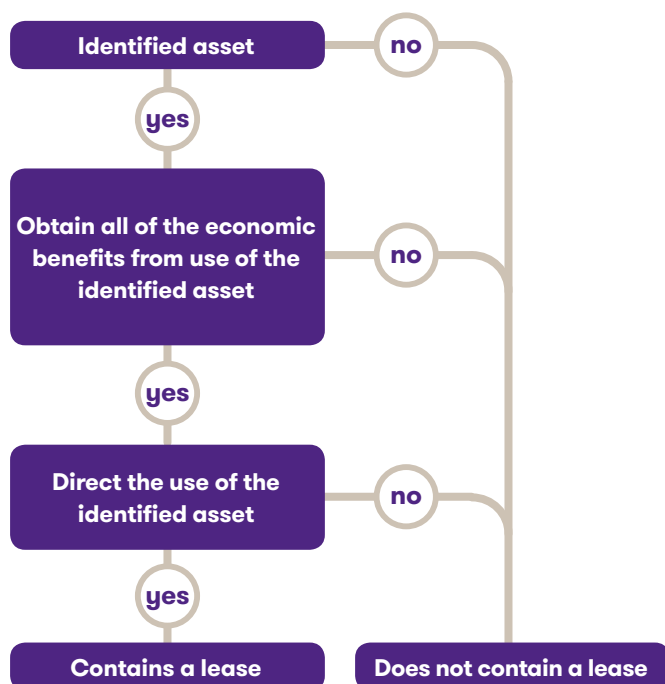 Identified asset
no
yes
Obtain all of the economic
benefits from use of the
identified asset
no
yes
Direct the use of the
identified asset
no
yes
Contains a lease
Does not contain a lease